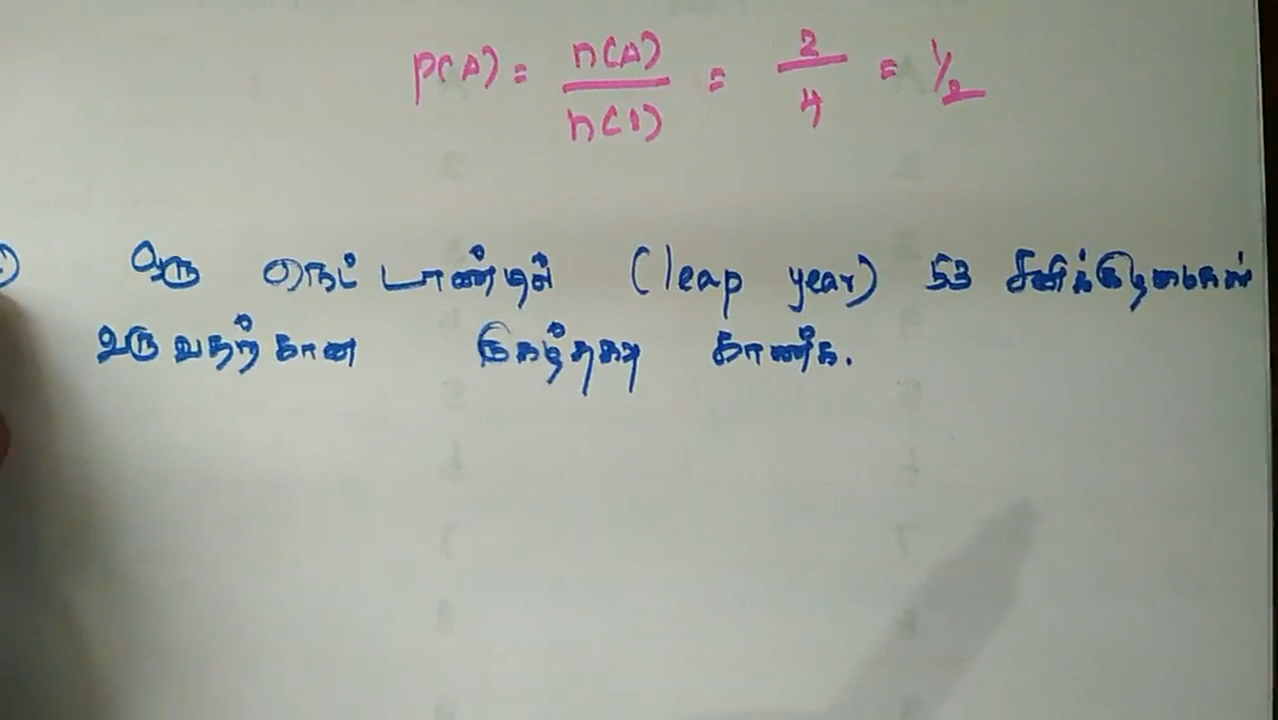 P(A) = n(A) / n(S) = 2 / 4 = 1/2
ஒரு நெட்டாண்டில் (leap year) 53 சனிக்கிழமைகள்
வருவதற்கான நிகழ்தகவு காண்க.